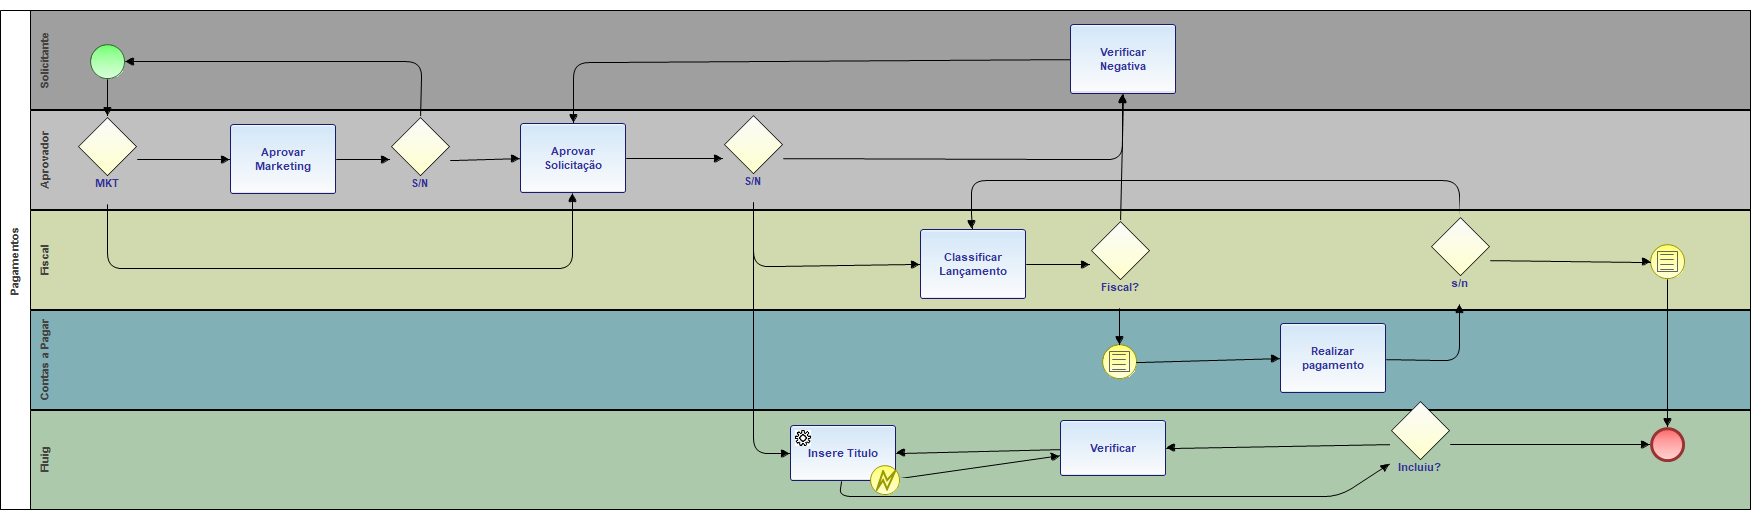 Pagamentos
Solicitante
Verificar
Negativa
Aprovador
MKT
Aprovar
Marketing
S/N
Aprovar
Solicitação
S/N
Fiscal
Classificar
Lançamento
Fiscal?
s/n
Contas a Pagar
Realizar
pagamento
Fluig
Insere Titulo
Verificar
Incluiu?